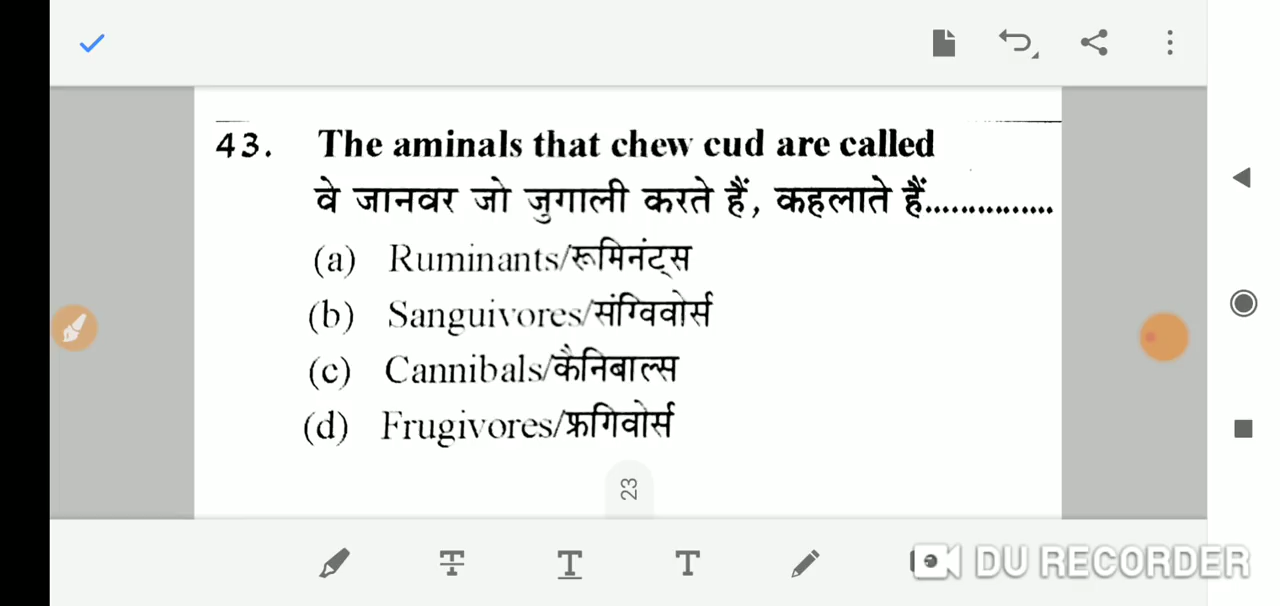 43. The aminals that chew cud are called
वे जानवर जो जुगाली करते हैं, कहलाते हैं...............
(a) Ruminants/रूमिनंट्स
(b) Sanguivores/संग्विवोर्स
(c) Cannibals/कैनिबाल्स
(d) Frugivores/फ्रगिवोर्स
23
T T T
DU RECORDER